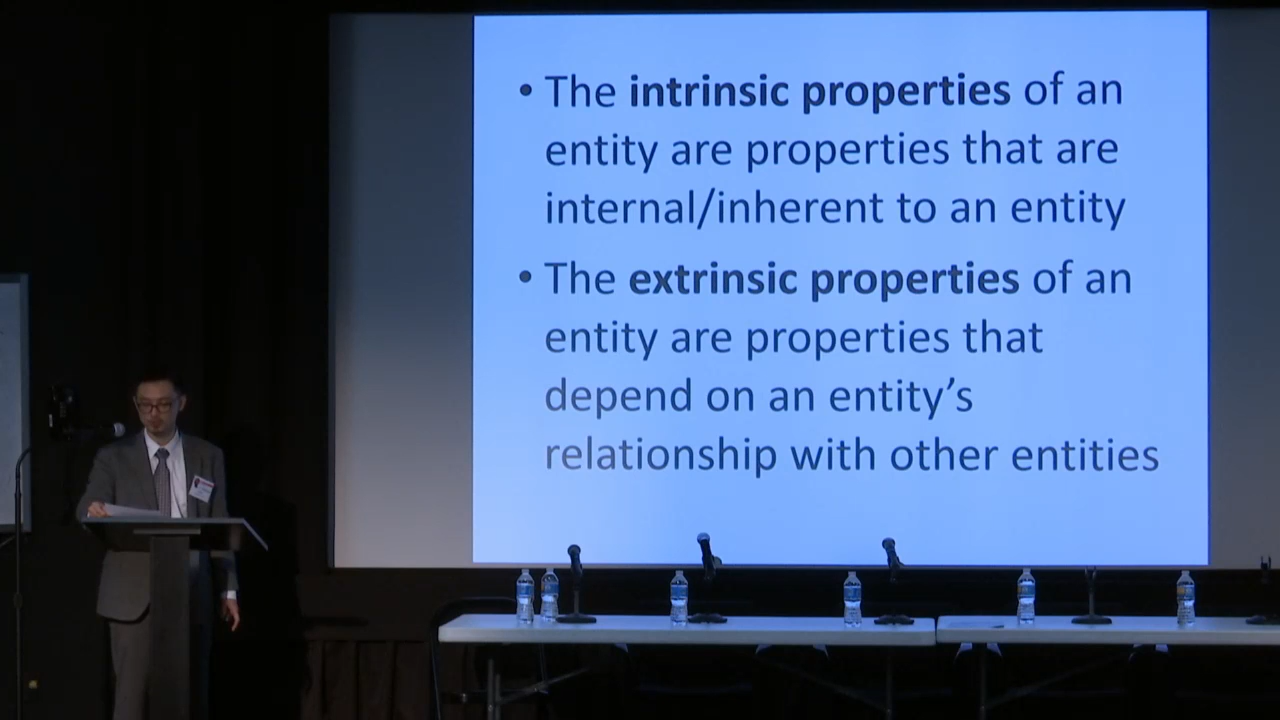 • The intrinsic properties of an
entity are properties that are
internal/inherent to an entity
• The extrinsic properties of an
entity are properties that
depend on an entity's
relationship with other entities